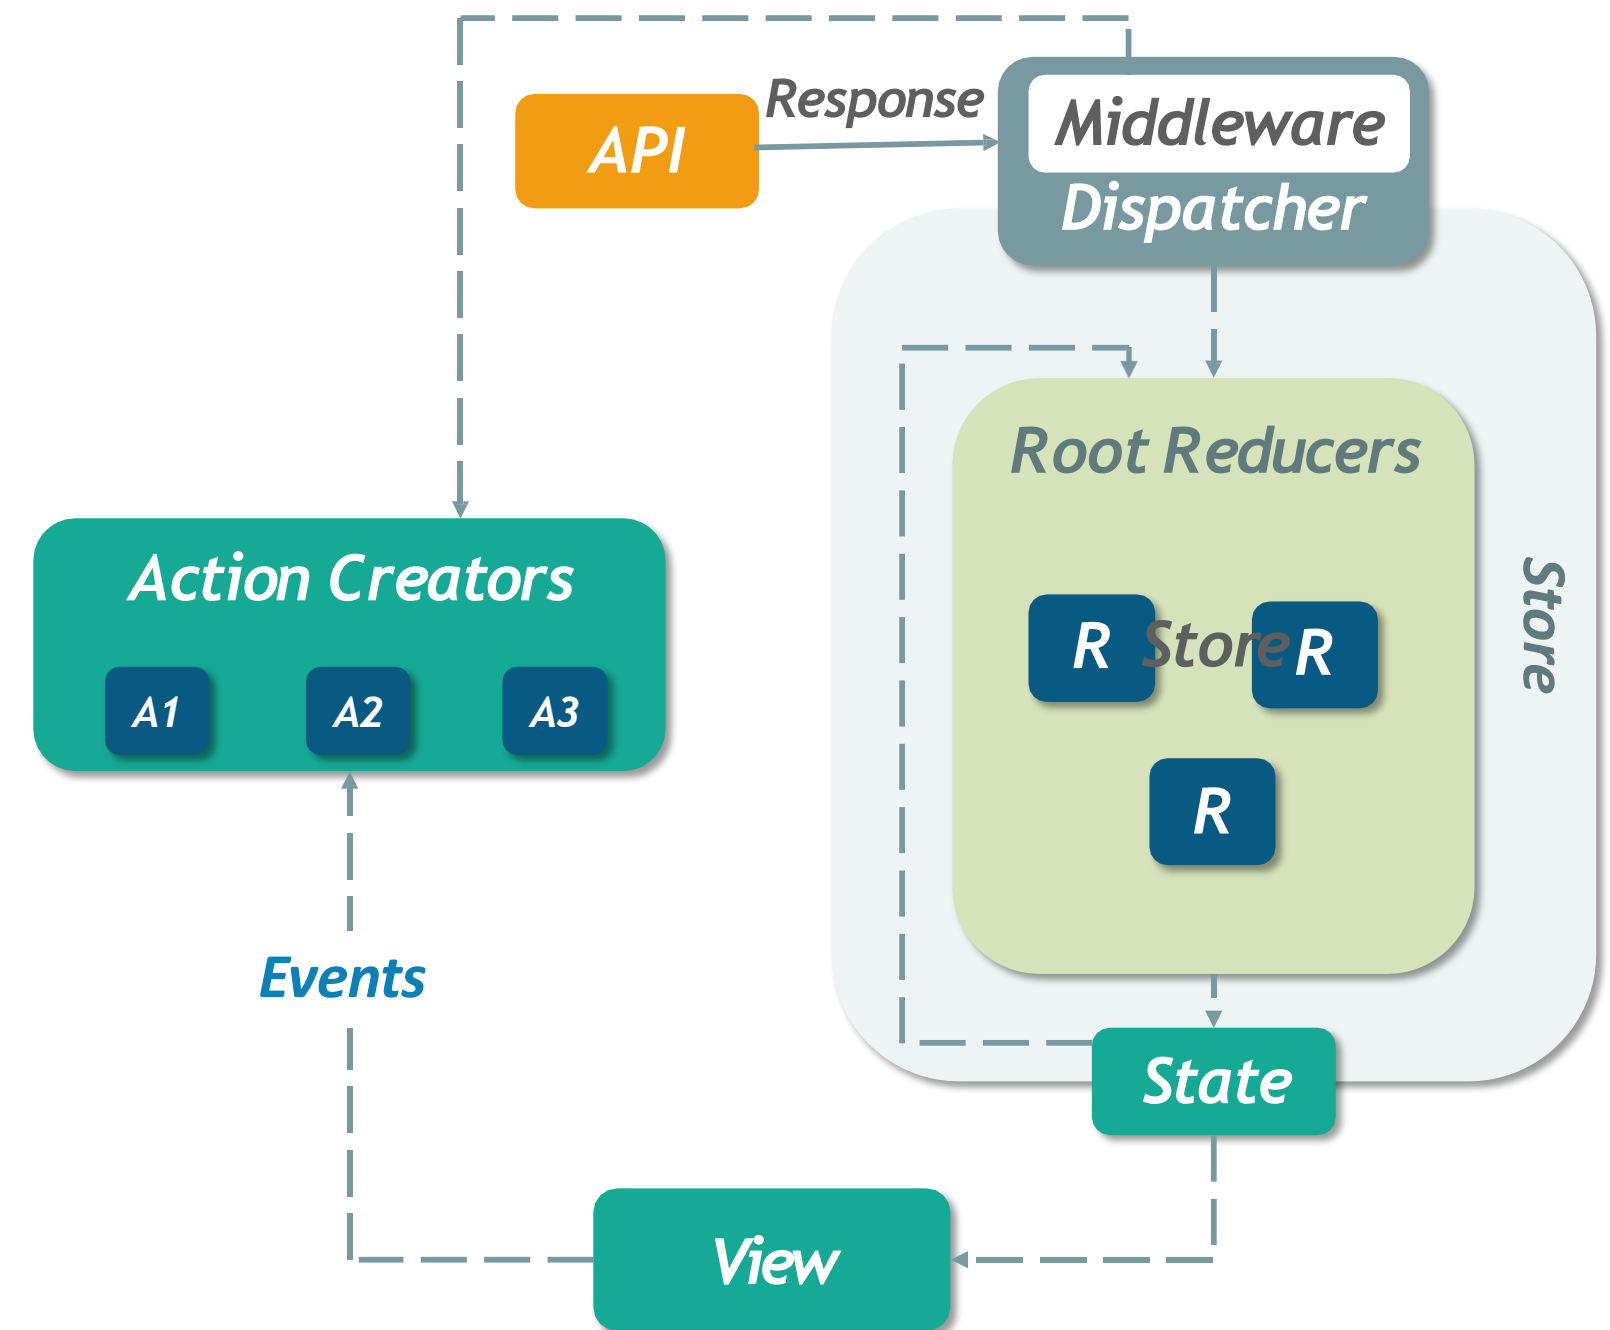 Response
API
Middleware
Dispatcher
Root Reducers
Action Creators
A1
A2
A3
R
Store
R
Store
R
Events
State
View